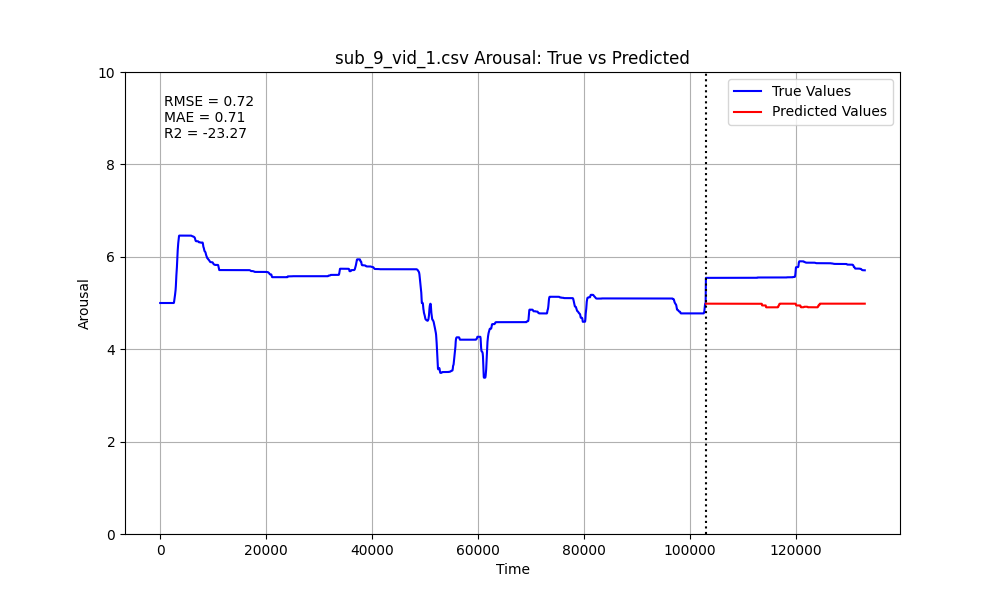 sub_9_vid_1.csv Arousal: True vs Predicted
RMSE = 0.72
MAE = 0.71
R2 = -23.27
True Values
Predicted Values
10
8
6
4
2
0
Arousal
0 20000 40000 60000 80000 100000 120000
Time